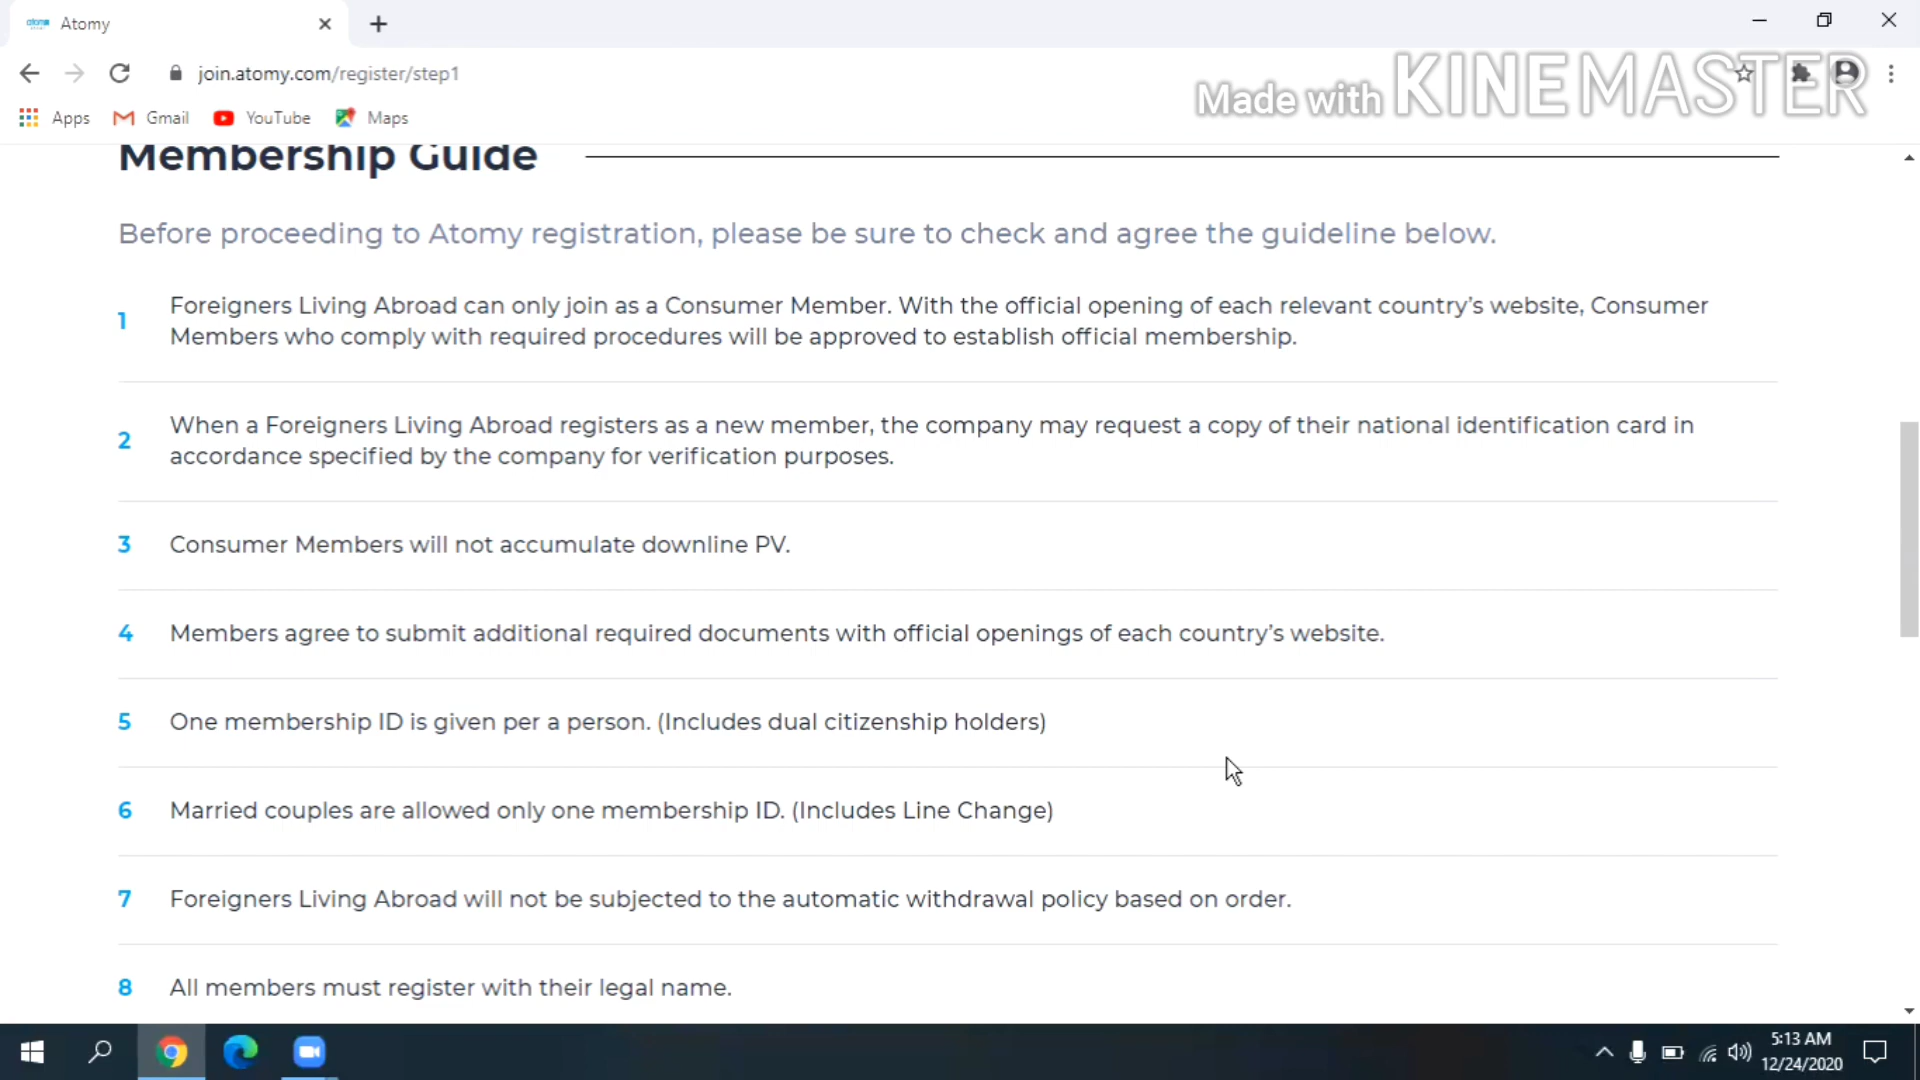 Atomy
join.atomy.com/register/step1
Made with KINEMASTER
Apps Gmail YouTube Maps
Membership Guide
Before proceeding to Atomy registration, please be sure to check and agree the guideline below.
1 Foreigners Living Abroad can only join as a Consumer Member. With the official opening of each relevant country's website, Consumer
Members who comply with required procedures will be approved to establish official membership.
2 When a Foreigners Living Abroad registers as a new member, the company may request a copy of their national identification card in
accordance specified by the company for verification purposes.
3 Consumer Members will not accumulate downline PV.
4 Members agree to submit additional required documents with official openings of each country's website.
5 One membership ID is given per a person. (Includes dual citizenship holders)
6 Married couples are allowed only one membership ID. (Includes Line Change)
7 Foreigners Living Abroad will not be subjected to the automatic withdrawal policy based on order.
8 All members must register with their legal name.
5:13 AM
12/24/2020